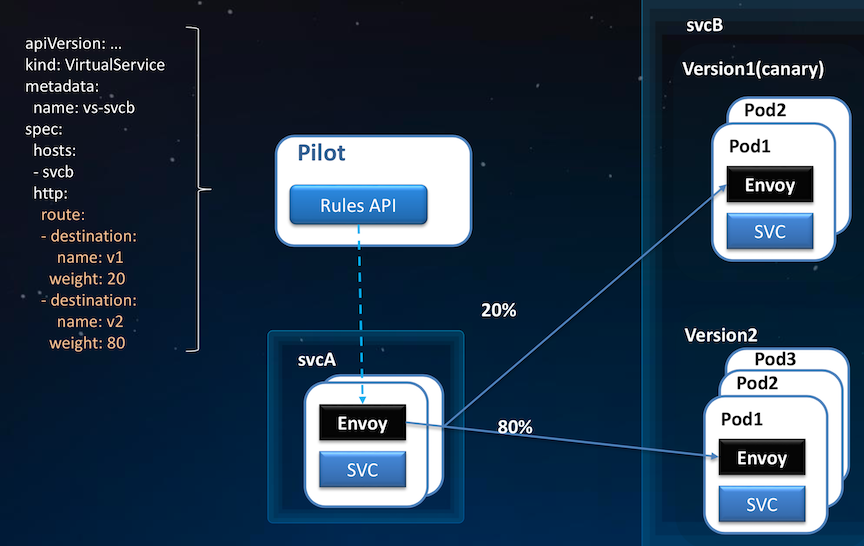 apiVersion: ...
kind: VirtualService
metadata:
name: vs-svcb
spec:
hosts:
- svcb
http:
route:
- destination:
name: v1
weight: 20
- destination:
name: v2
weight: 80
Pilot
Rules API
20%
svcA
Envoy
SVC
80%
svcB
Version1(canary)
Pod2
Pod1
Envoy
SVC
Version2
Pod3
Pod2
Pod1
Envoy
SVC